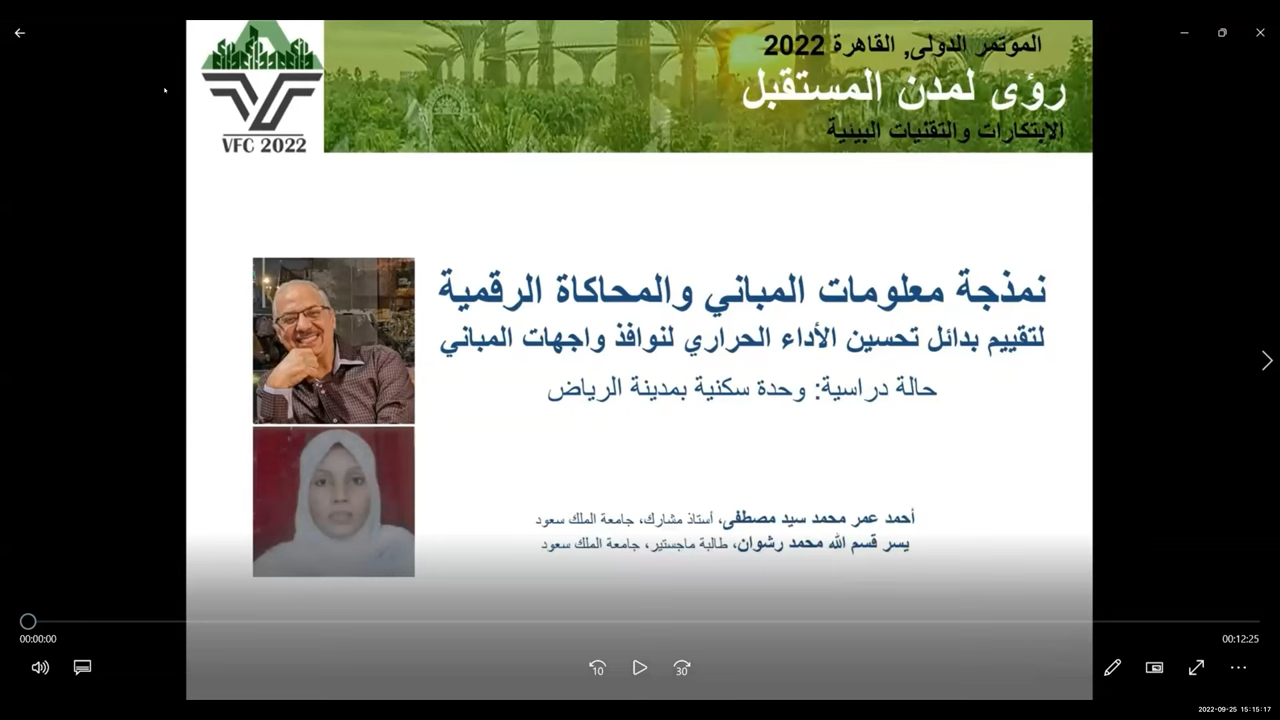 الموتمر الدولى, القاهرة 2022
رؤى لمدن المستقبل
الإبتكارات والتقنيات البينية
VFC 2022
نمذجة معلومات المباني والمحاكاة الرقمية
لتقييم بدائل تحسين الأداء الحراري لنوافذ واجهات المباني
حالة دراسية: وحدة سكنية بمدينة الرياض
أحمد عمر محمد سيد مصطفى، أستاذ مشارك، جامعة الملك سعود
يسر قسم الله محمد رشوان، طالبة ماجستير، جامعة الملك سعود
00:00:00
00:12:25
10
30
2022-09-25 15:15:17